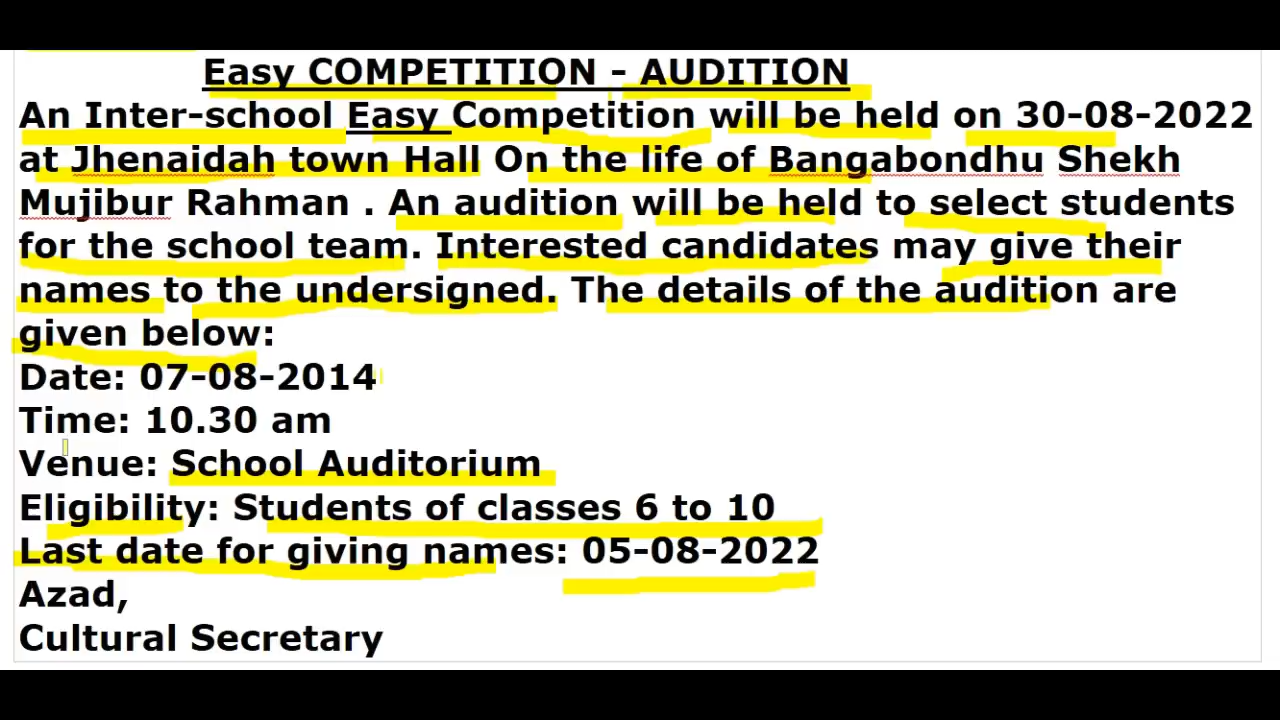 Easy COMPETITION - AUDITION
An Inter-school Easy Competition will be held on 30-08-2022
at Jhenaidah town Hall On the life of Bangabondhu Shekh
Mujibur Rahman . An audition will be held to select students
for the school team. Interested candidates may give their
names to the undersigned. The details of the audition are
given below:
Date: 07-08-2014
Time: 10.30 am
Venue: School Auditorium
Eligibility: Students of classes 6 to 10
Last date for giving names: 05-08-2022
Azad,
Cultural Secretary